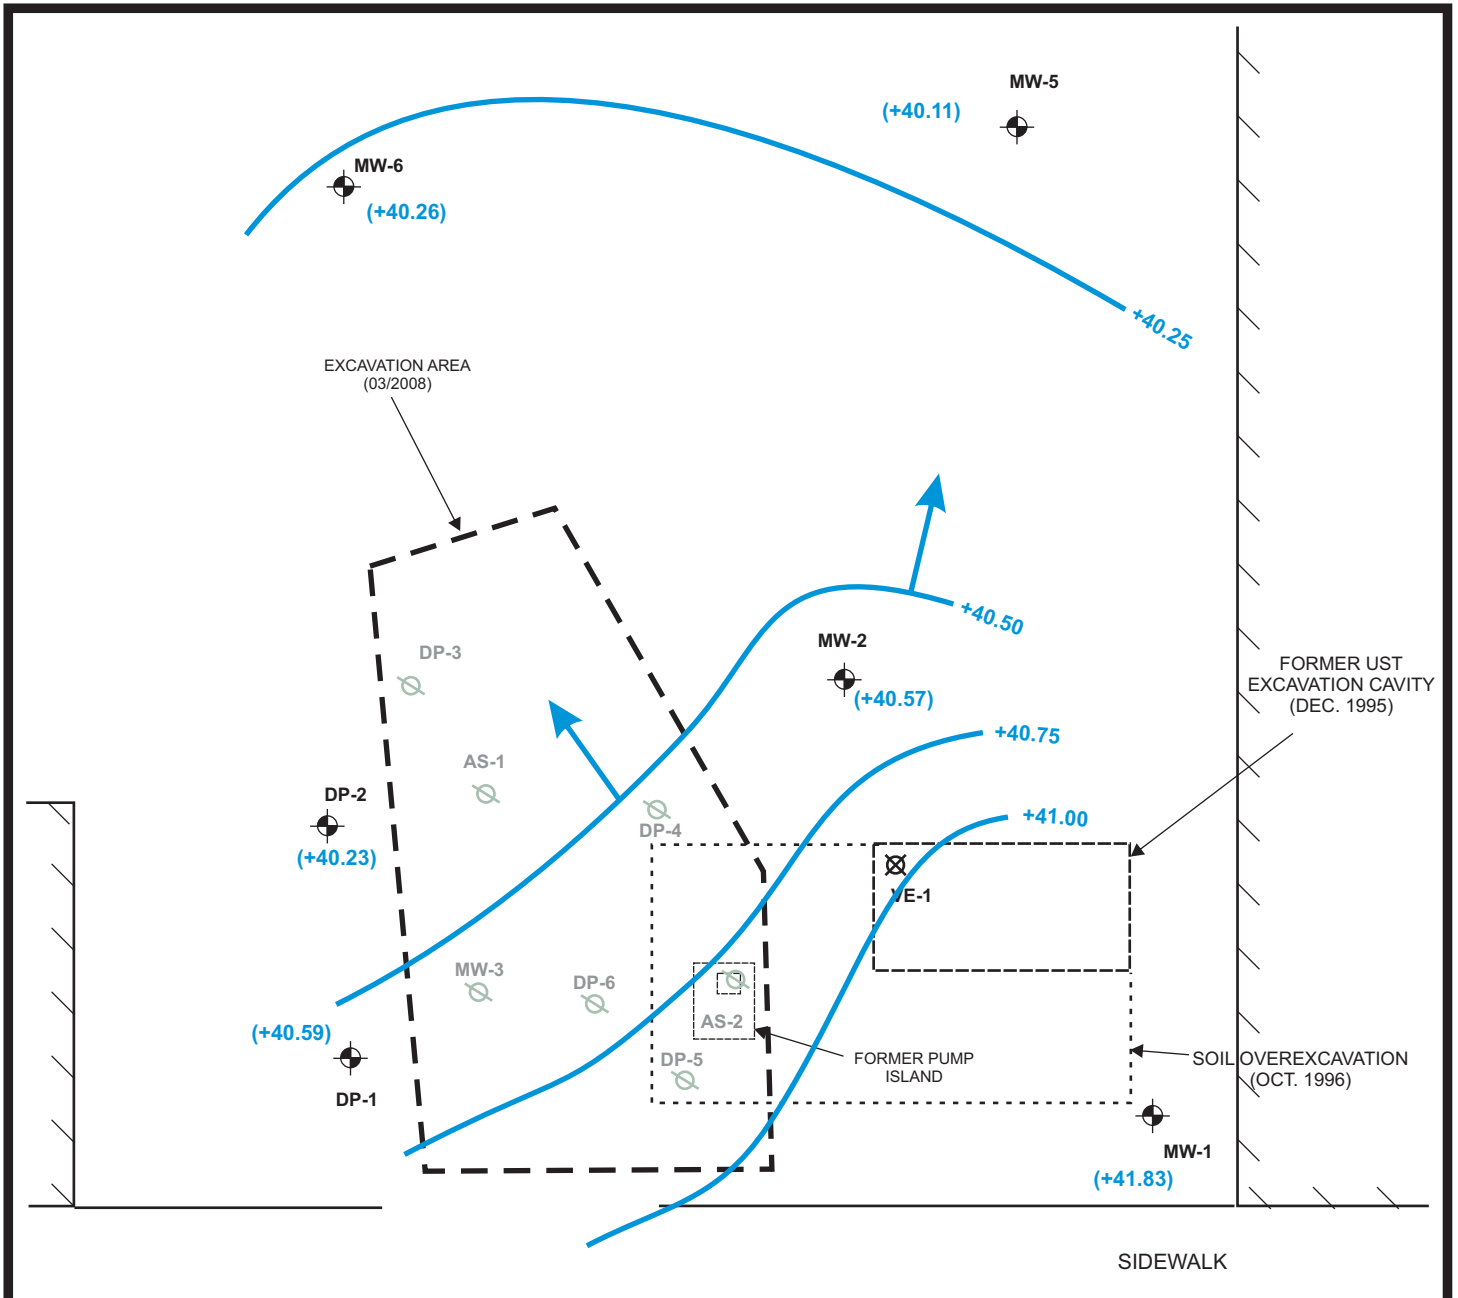 MW-5
(+40.11)
MW-6
(+40.26)
+40.25
EXCAVATION AREA
(03/2008)
+40.50
MW-2
(+40.57)
DP-3
FORMER UST
EXCAVATION CAVITY
(DEC. 1995)
+40.75
AS-1
DP-2
(+40.23)
DP-4
+41.00
VE-1
MW-3
DP-6
AS-2
(+40.59)
DP-1
DP-5
FORMER PUMP
ISLAND
SOIL OVEREXCAVATION
(OCT. 1996)
MW-1
(+41.83)
SIDEWALK